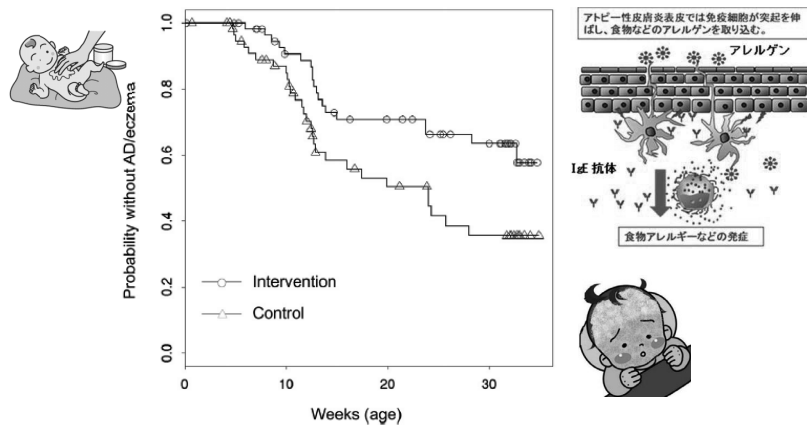 Probability without AD/eczema
1.0
0.8
0.6
0.4
0.2
0.0
Intervention
Control
0
10
20
30
Weeks (age)
アトピー性皮膚炎表皮では免疫細胞が突起を伸
ばし、食物などのアレルゲンを取り込む。
アレルゲン
IgE 抗体
食物アレルギーなどの発症